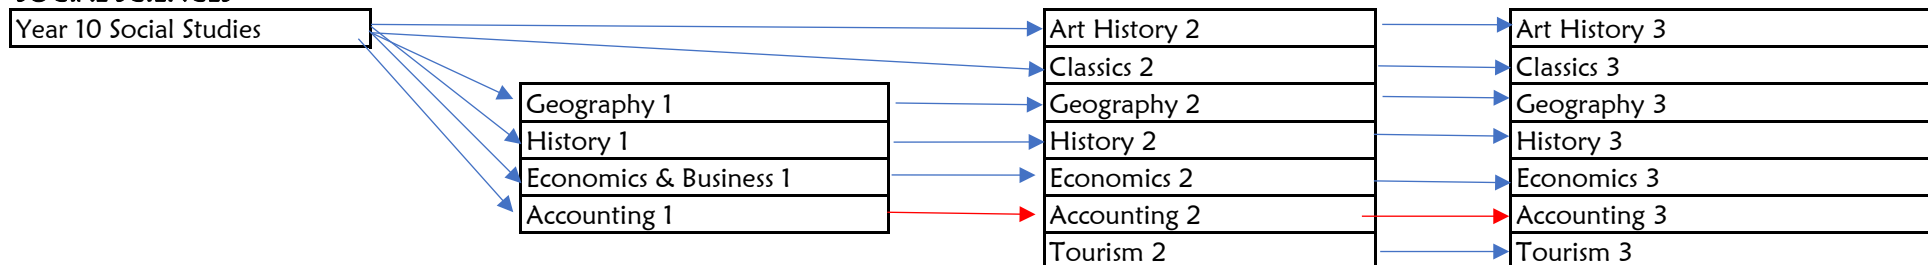 SOCIAL SCIENCES
Year 10 Social Studies
Art History 2
Art History 3
Classics 2
Classics 3
Geography 1
Geography 2
Geography 3
History 1
History 2
History 3
Economics & Business 1
Economics 2
Economics 3
Accounting 1
Accounting 2
Accounting 3
Tourism 2
Tourism 3